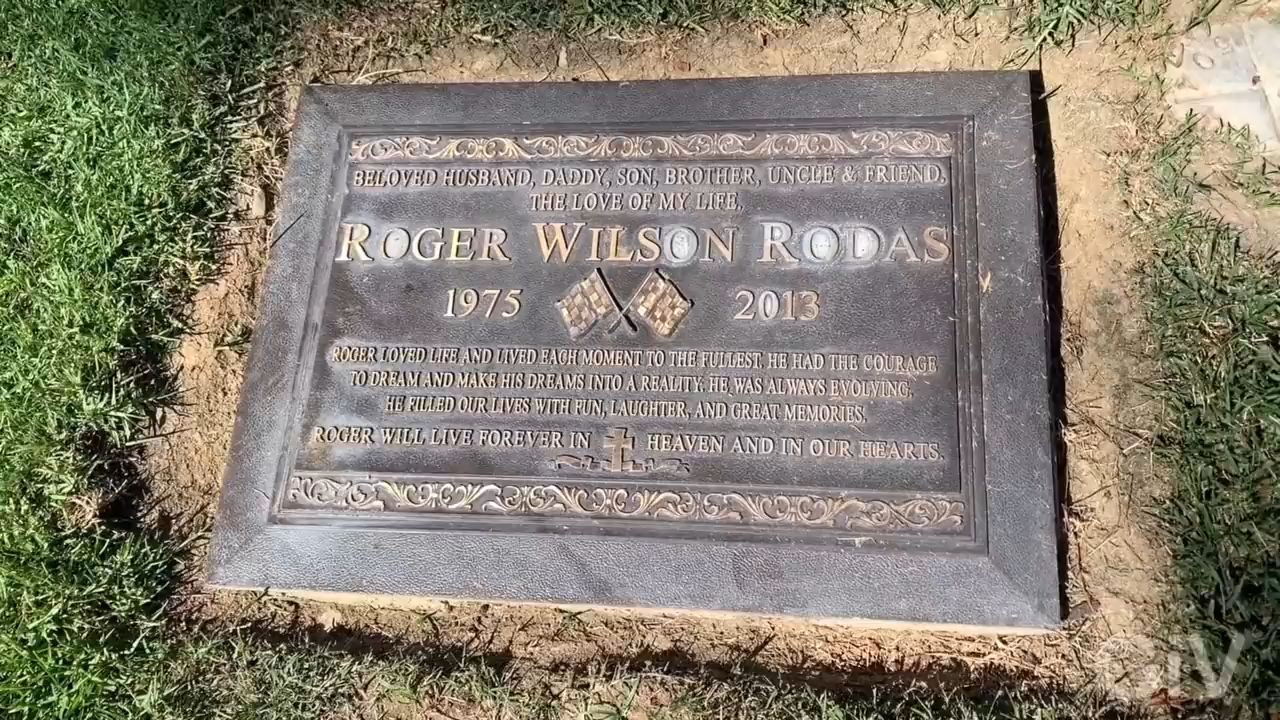 BELOVED HUSBAND, DADDY, SON, BROTHER, UNCLE & FRIEND.
THE LOVE OF MY LIFE,
ROGER WILSON RODAS
1975 2013
ROGER LOVED LIFE AND LIVED EACH MOMENT TO THE FULLEST. HE HAD THE COURAGE
TO DREAM AND MAKE HIS DREAMS INTO A REALITY. HE WAS ALWAYS EVOLVING.
HE FILLED OUR LIVES WITH FUN, LAUGHTER, AND GREAT MEMORIES.
ROGER WILL LIVE FOREVER IN HEAVEN AND IN OUR HEARTS.
GIV